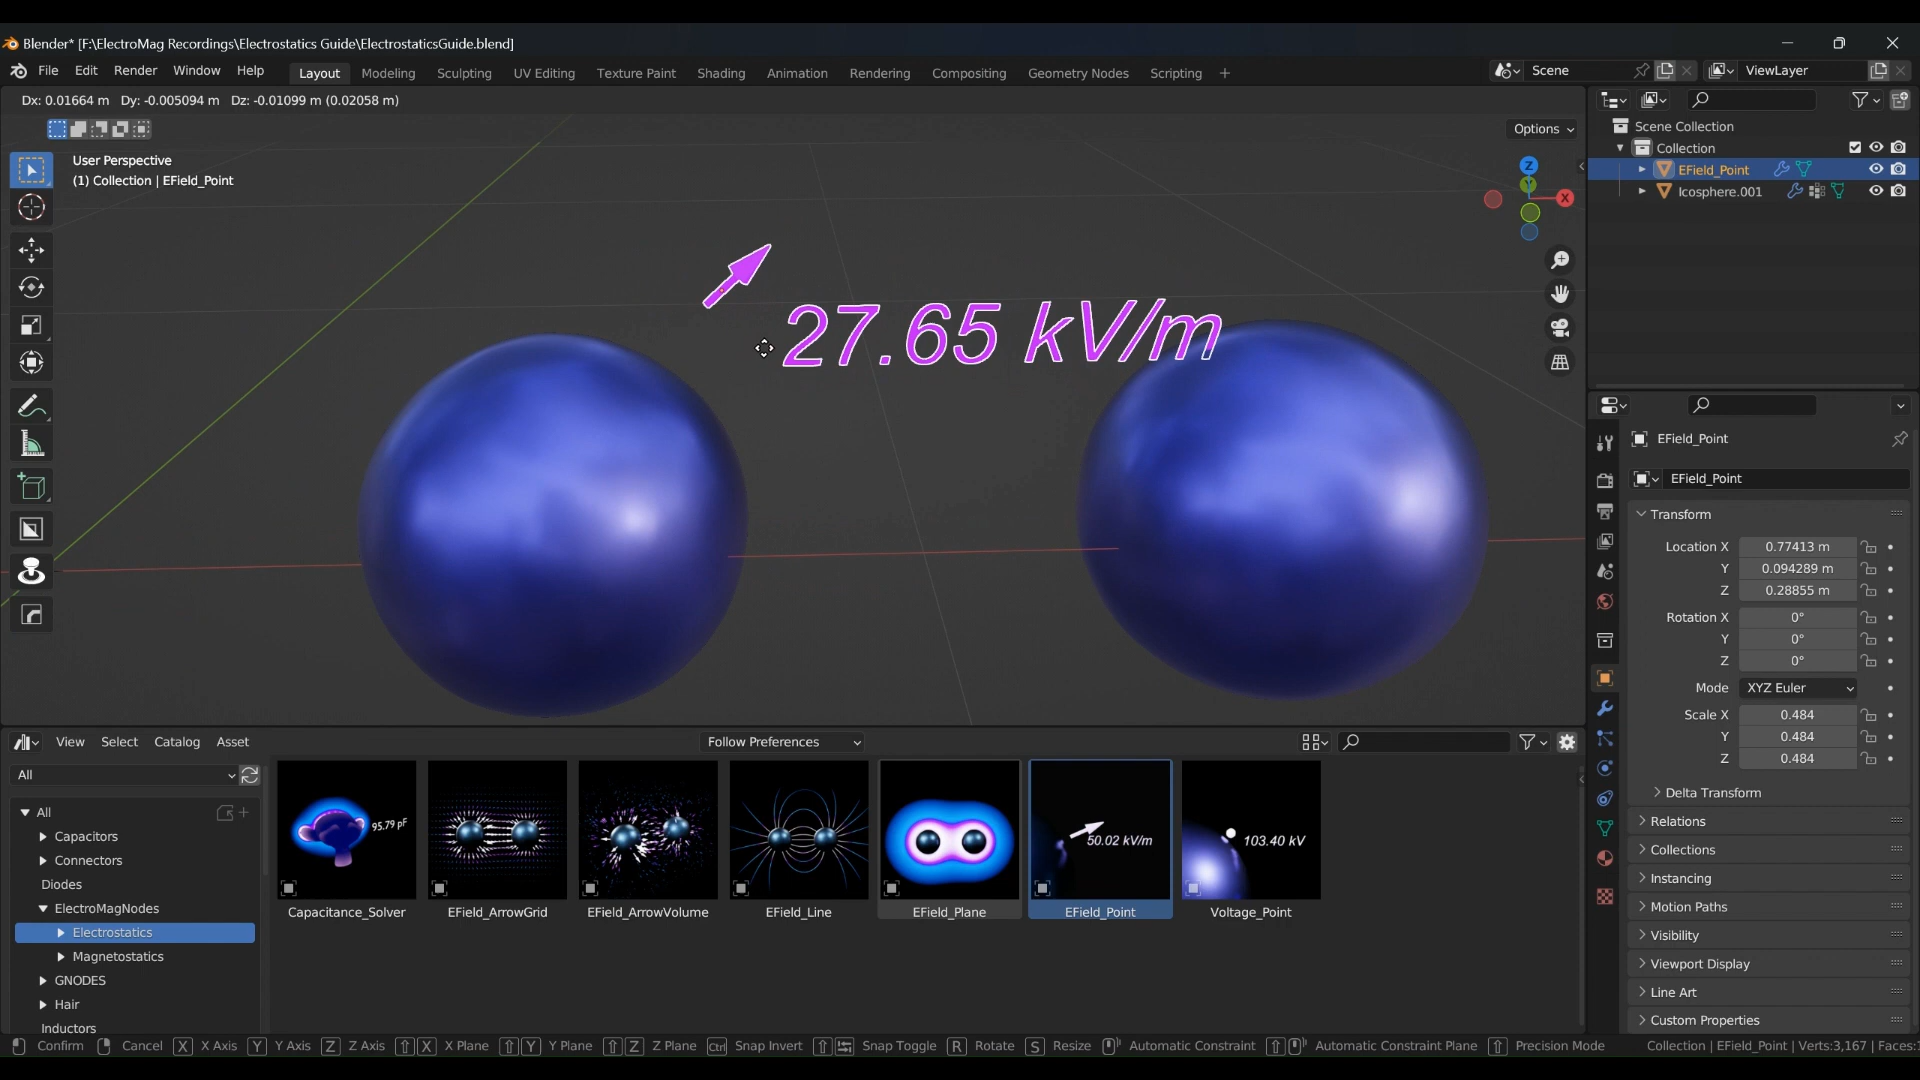 Blender* [F:\ElectroMag Recordings\Electrostatics Guide\ElectrostaticsGuide.blend]
File Edit Render Window Help Layout Modeling Sculpting UV Editing Texture Paint Shading Animation Rendering Compositing Geometry Nodes Scripting + Scene ViewLayer
Dx: 0.01664 m Dy: -0.005094 m Dz: -0.01099 m (0.02058 m)
Options
User Perspective
(1) Collection | EField_Point
Z
Y
X
27.65 kV/m
Scene Collection
Collection
EField_Point
Icosphere.001
EField_Point
EField_Point
Transform
Location X 0.77413 m
Y 0.094289 m
Z 0.28855 m
Rotation X 0°
Y 0°
Z 0°
Mode XYZ Euler
Scale X 0.484
Y 0.484
Z 0.484
Delta Transform
Relations
Collections
Instancing
Motion Paths
Visibility
Viewport Display
Line Art
Custom Properties
View Select Catalog Asset Follow Preferences
All
All
Capacitors
Connectors
Diodes
ElectroMagNodes
Electrostatics
Magnetostatics
GNODES
Hair
Inductors
95.79 pF
50.02 kV/m
103.40 kV
Capacitance_Solver EField_ArrowGrid EField_ArrowVolume EField_Line EField_Plane EField_Point Voltage_Point
Confirm Cancel X X Axis Y Y Axis Z Z Axis X X Plane Y Y Plane Z Z Plane Ctrl Snap Invert Snap Toggle R Rotate S Resize Automatic Constraint Automatic Constraint Plane Precision Mode Collection | EField_Point | Verts:3,167 | Faces: